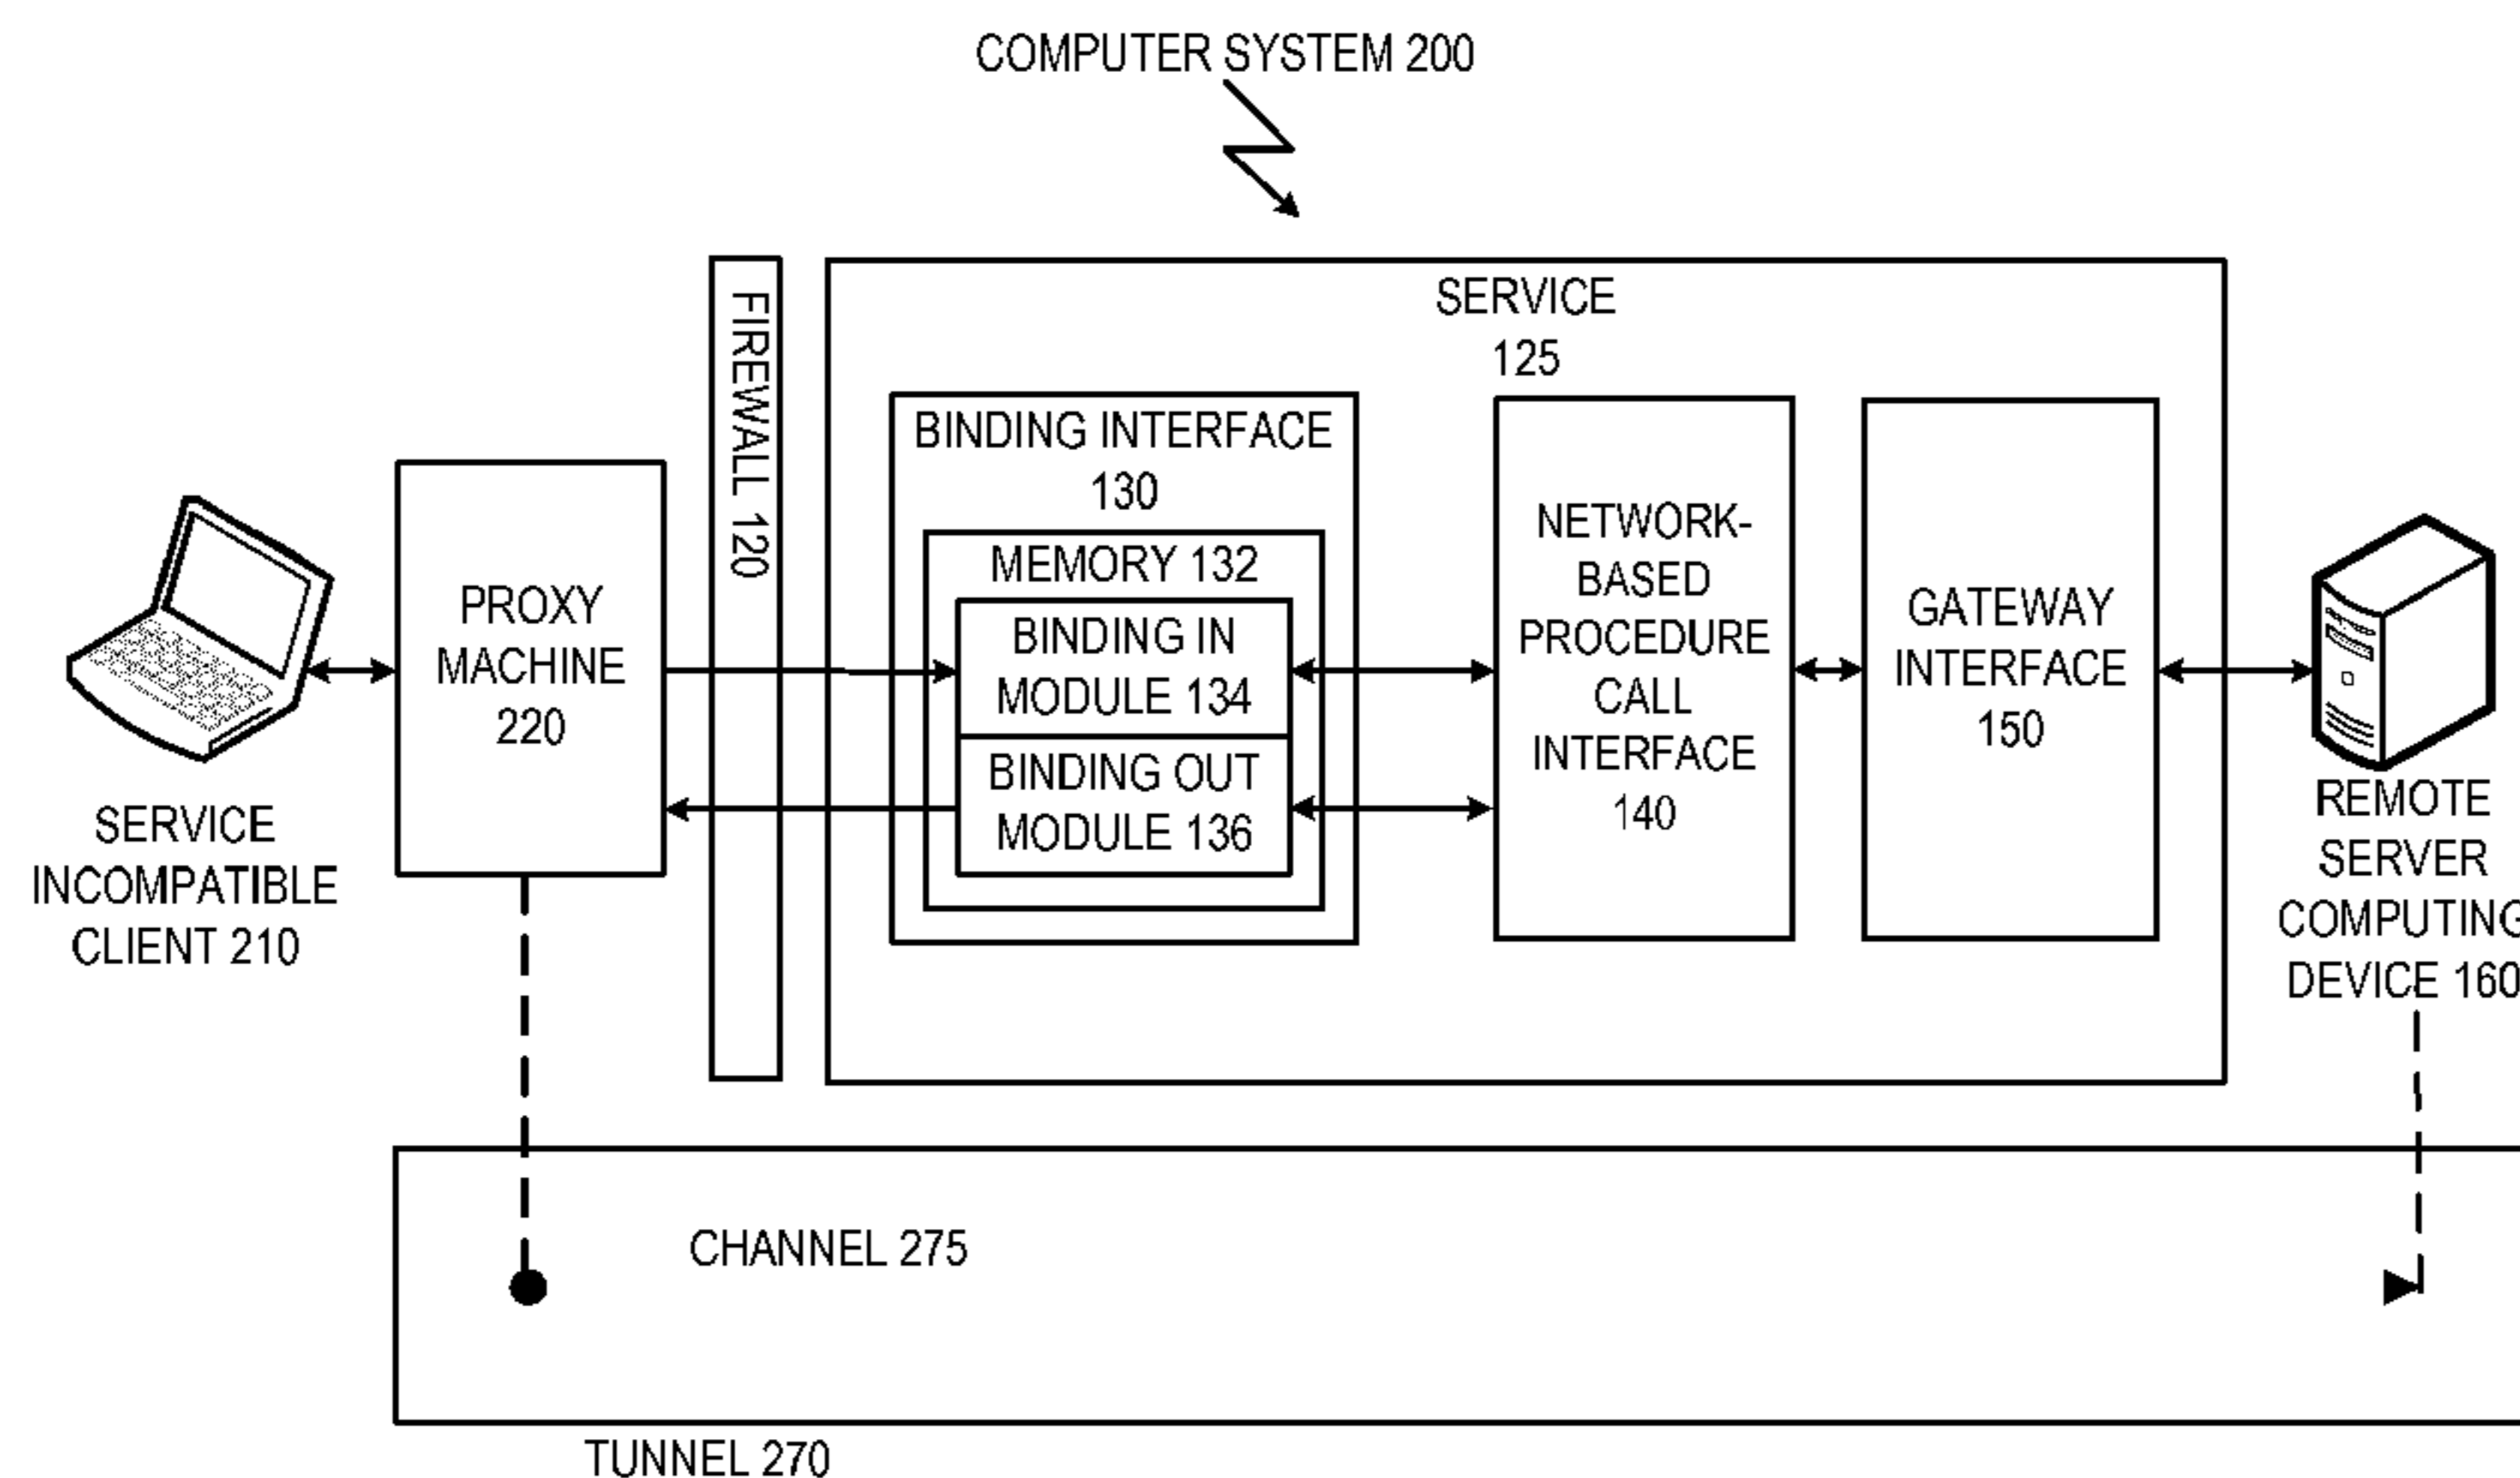 COMPUTER SYSTEM 200
FIREWALL 120
SERVICE
125
BINDING INTERFACE
130
MEMORY 132
BINDING IN
MODULE 134
BINDING OUT
MODULE 136
NETWORK-
BASED
PROCEDURE
CALL
INTERFACE
140
GATEWAY
INTERFACE
150
PROXY
MACHINE
220
SERVICE
INCOMPATIBLE
CLIENT 210
REMOTE
SERVER
COMPUTING
DEVICE 160
CHANNEL 275
TUNNEL 270